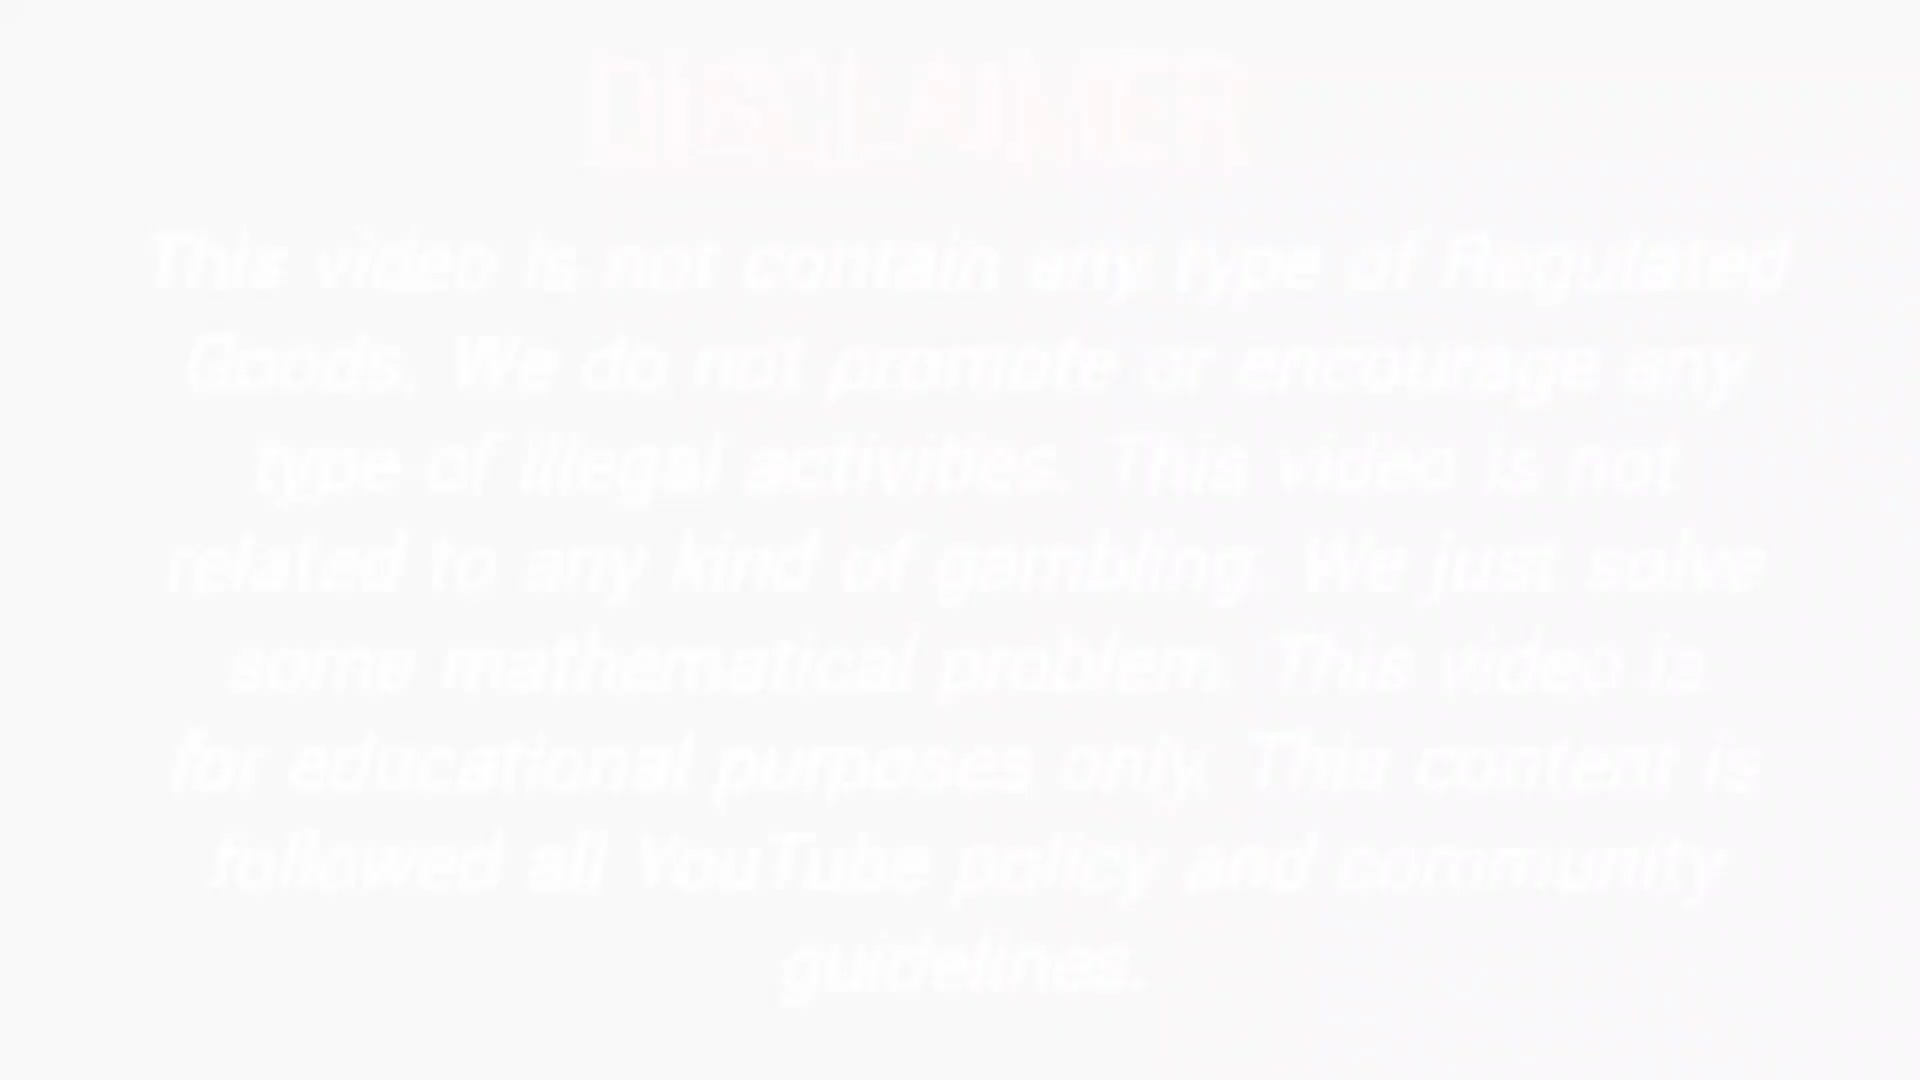 DISCLAIMER
This video is not contain any type of Regulated
Goods. We do not promote or encourage any
type of illegal activities. This video is not
related to any kind of gambling. We just solve
some mathematical problem. This video is
for educational purposes only. This content is
followed all YouTube policy and community
guidelines.